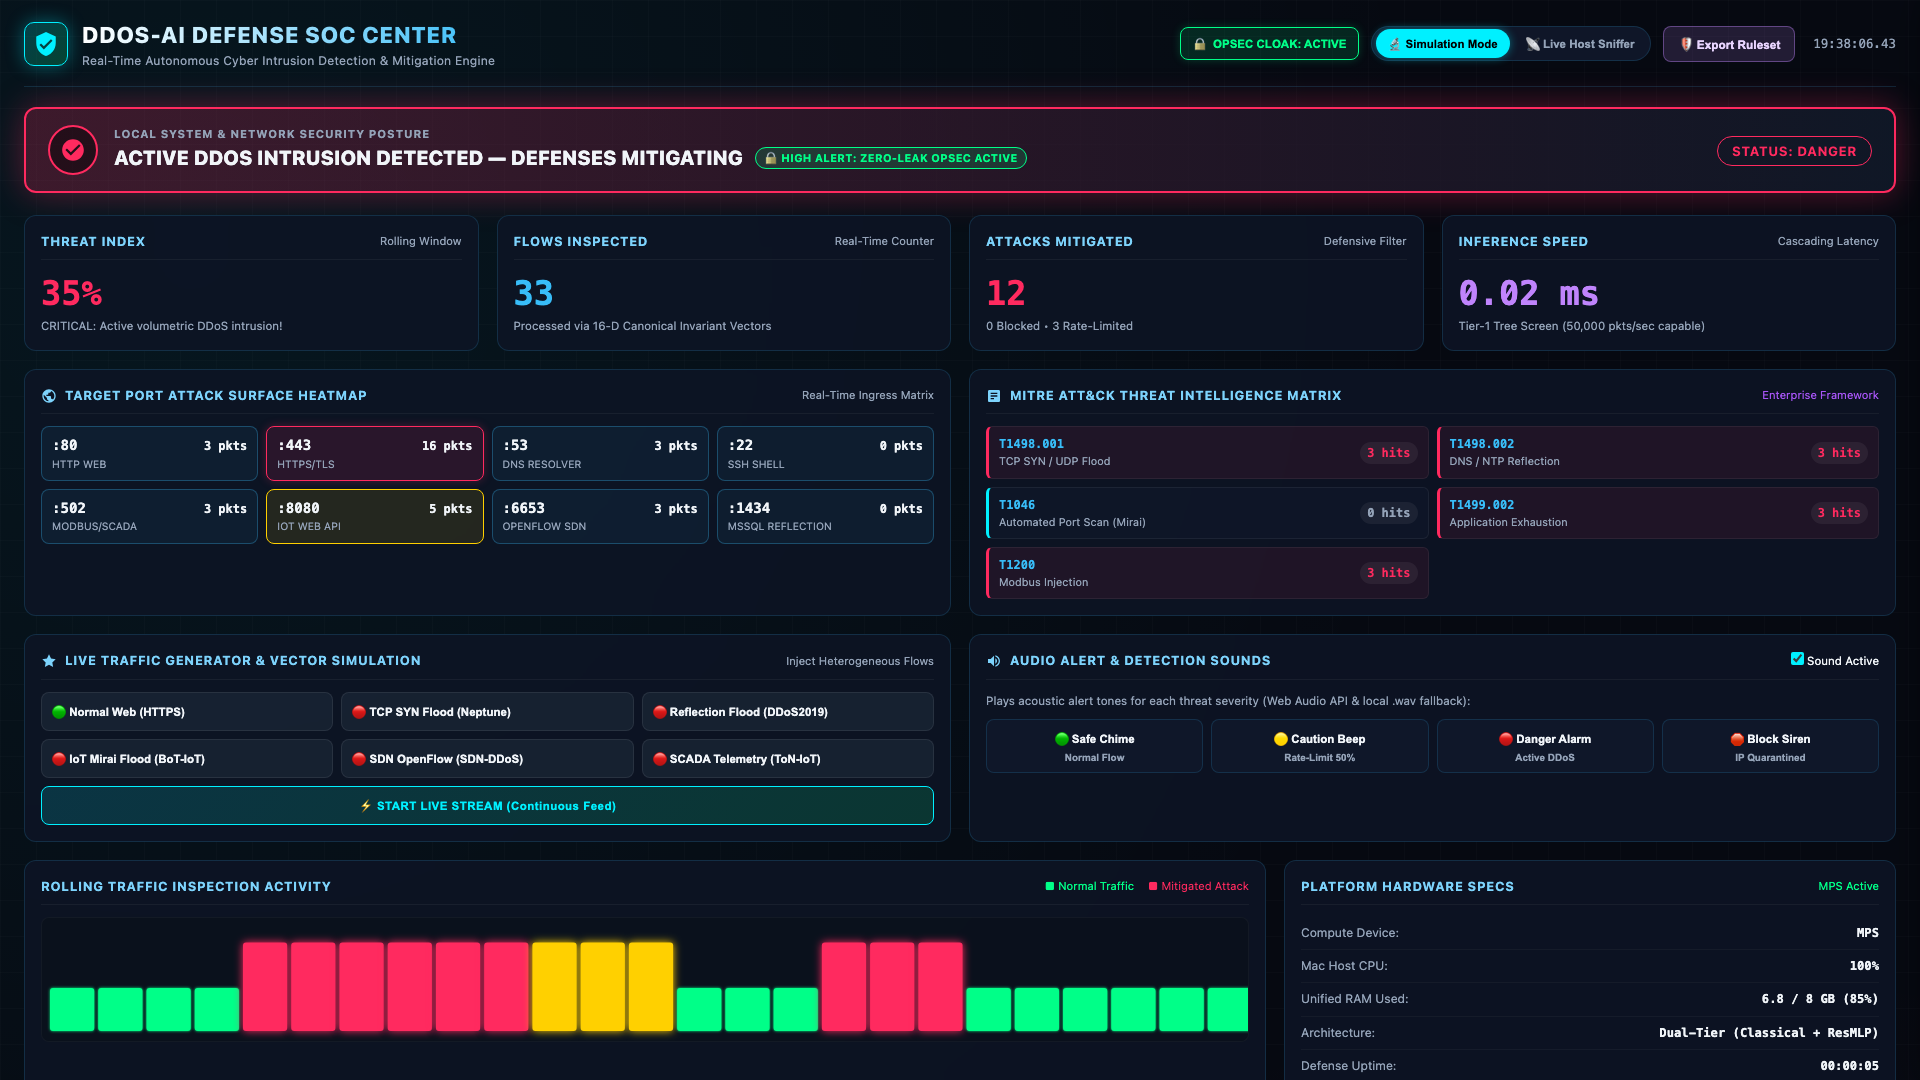 DDOS-AI DEFENSE SOC CENTER
Real-Time Autonomous Cyber Intrusion Detection & Mitigation Engine
OPSEC CLOAK: ACTIVE
Simulation Mode
Live Host Sniffer
Export Ruleset
19:38:06.43
LOCAL SYSTEM & NETWORK SECURITY POSTURE
ACTIVE DDOS INTRUSION DETECTED — DEFENSES MITIGATING
HIGH ALERT: ZERO-LEAK OPSEC ACTIVE
STATUS: DANGER
THREAT INDEX
Rolling Window
35%
CRITICAL: Active volumetric DDoS intrusion!
FLOWS INSPECTED
Real-Time Counter
33
Processed via 16-D Canonical Invariant Vectors
ATTACKS MITIGATED
Defensive Filter
12
0 Blocked • 3 Rate-Limited
INFERENCE SPEED
Cascading Latency
0.02 ms
Tier-1 Tree Screen (50,000 pkts/sec capable)
TARGET PORT ATTACK SURFACE HEATMAP
Real-Time Ingress Matrix
:80
3 pkts
HTTP WEB
:443
16 pkts
HTTPS/TLS
:53
3 pkts
DNS RESOLVER
:22
0 pkts
SSH SHELL
:502
3 pkts
MODBUS/SCADA
:8080
5 pkts
IOT WEB API
:6653
3 pkts
OPENFLOW SDN
:1434
0 pkts
MSSQL REFLECTION
MITRE ATT&CK THREAT INTELLIGENCE MATRIX
Enterprise Framework
T1498.001
TCP SYN / UDP Flood
3 hits
T1498.002
DNS / NTP Reflection
3 hits
T1046
Automated Port Scan (Mirai)
0 hits
T1499.002
Application Exhaustion
3 hits
T1200
Modbus Injection
3 hits
LIVE TRAFFIC GENERATOR & VECTOR SIMULATION
Inject Heterogeneous Flows
Normal Web (HTTPS)
TCP SYN Flood (Neptune)
Reflection Flood (DDoS2019)
IoT Mirai Flood (BoT-IoT)
SDN OpenFlow (SDN-DDoS)
SCADA Telemetry (ToN-IoT)
⚡ START LIVE STREAM (Continuous Feed)
AUDIO ALERT & DETECTION SOUNDS
Sound Active
Plays acoustic alert tones for each threat severity (Web Audio API & local .wav fallback):
Safe Chime
Normal Flow
Caution Beep
Rate-Limit 50%
Danger Alarm
Active DDoS
Block Siren
IP Quarantined
ROLLING TRAFFIC INSPECTION ACTIVITY
Normal Traffic
Mitigated Attack
PLATFORM HARDWARE SPECS
MPS Active
Compute Device:
MPS
Mac Host CPU:
100%
Unified RAM Used:
6.8 / 8 GB (85%)
Architecture:
Dual-Tier (Classical + ResMLP)
Defense Uptime:
00:00:05